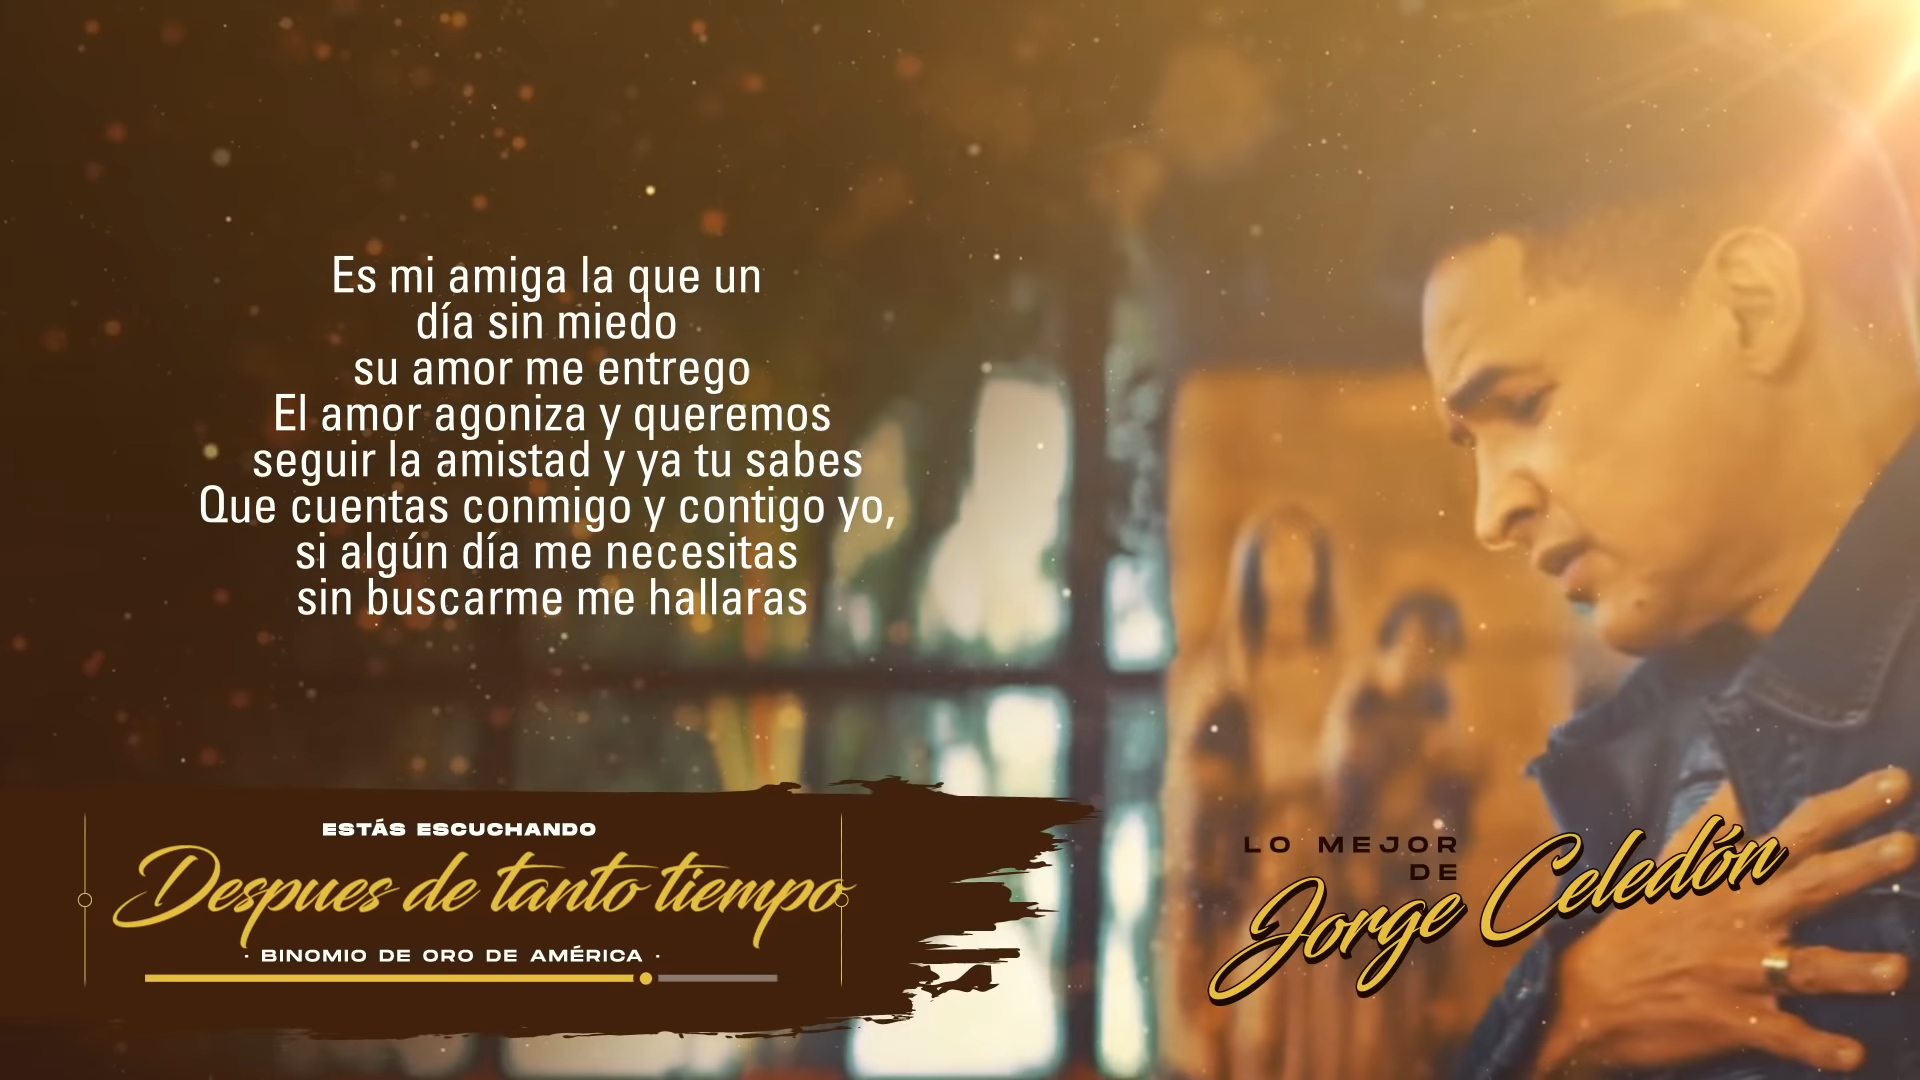 Es mi amiga la que un
día sin miedo
su amor me entrego
El amor agoniza y queremos
seguir la amistad y ya tu sabes
Que cuentas conmigo y contigo yo,
si algún día me necesitas
sin buscarme me hallaras
ESTÁS ESCUCHANDO
Despues de tanto tiempo
· BINOMIO DE ORO DE AMÉRICA ·
LO MEJOR
DE
Jorge Celedón